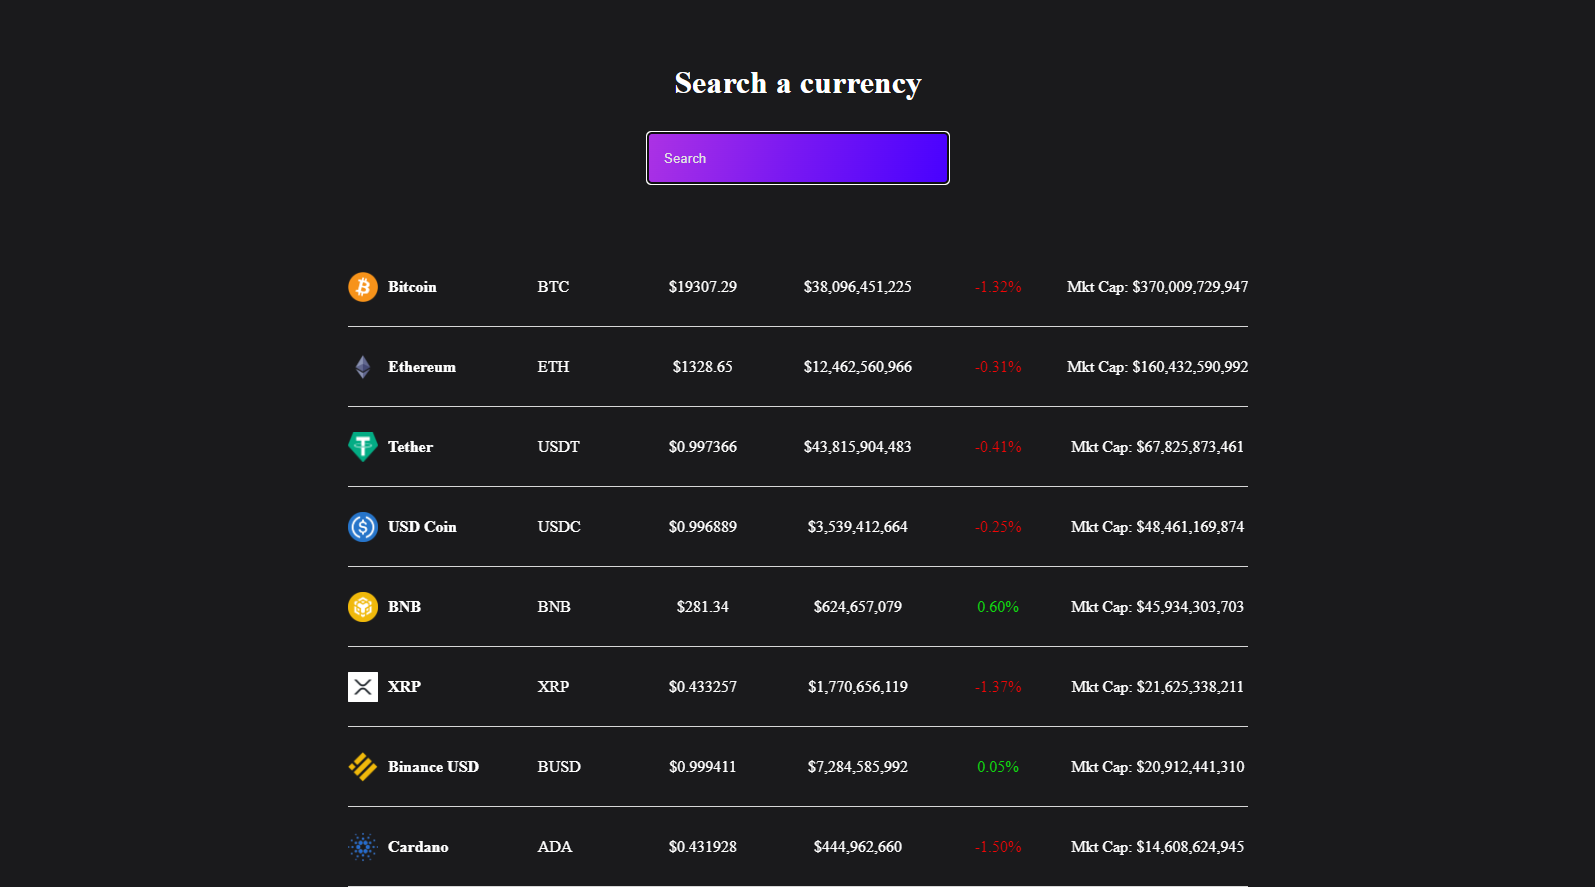 Search a currency
Search
Bitcoin BTC $19307.29 $38,096,451,225 -1.32% Mkt Cap: $370,009,729,947
Ethereum ETH $1328.65 $12,462,560,966 -0.31% Mkt Cap: $160,432,590,992
Tether USDT $0.997366 $43,815,904,483 -0.41% Mkt Cap: $67,825,873,461
USD Coin USDC $0.996889 $3,539,412,664 -0.25% Mkt Cap: $48,461,169,874
BNB BNB $281.34 $624,657,079 0.60% Mkt Cap: $45,934,303,703
XRP XRP $0.433257 $1,770,656,119 -1.37% Mkt Cap: $21,625,338,211
Binance USD BUSD $0.999411 $7,284,585,992 0.05% Mkt Cap: $20,912,441,310
Cardano ADA $0.431928 $444,962,660 -1.50% Mkt Cap: $14,608,624,945